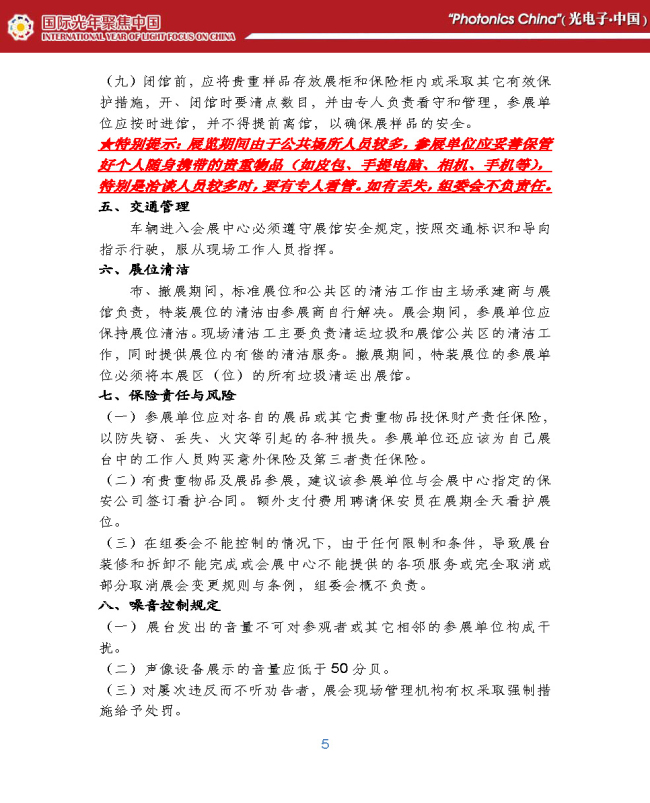 国际光年聚焦中国
INTERNATIONAL YEAR OF LIGHT FOCUS ON CHINA
"Photonics China"(光电子·中国)
（九）闭馆前，应将贵重样品存放展柜和保险柜内或采取其它有效保
护措施，开、闭馆时要清点数目，并由专人负责看守和管理，参展单
位应按时进馆，并不得提前离馆，以确保展样品的安全。
★特别提示：展览期间由于公共场所人员较多，参展单位应妥善保管
好个人随身携带的贵重物品（如皮包、手提电脑、相机、手机等），
特别是洽谈人员较多时，要有专人看管。如有丢失，组委会不负责任。
五、交通管理
车辆进入会展中心必须遵守展馆安全规定，按照交通标识和导向
指示行驶，服从现场工作人员指挥。
六、展位清洁
布、撤展期间，标准展位和公共区的清洁工作由主场承建商与展
馆负责，特装展位的清洁由参展商自行解决。展会期间，参展单位应
保持展位清洁。现场清洁工主要负责清运垃圾和展馆公共区的清洁工
作，同时提供展位内有偿的清洁服务。撤展期间，特装展位的参展单
位必须将本展区（位）的所有垃圾清运出展馆。
七、保险责任与风险
（一）参展单位应对各自的展品或其它贵重物品投保财产责任保险，
以防失窃、丢失、火灾等引起的各种损失。参展单位还应该为自己展
台中的工作人员购买意外保险及第三者责任保险。
（二）有贵重物品及展品参展，建议该参展单位与会展中心指定的保
安公司签订看护合同。额外支付费用聘请保安员在展期全天看护展
位。
（三）在组委会不能控制的情况下，由于任何限制和条件，导致展台
装修和拆卸不能完成或会展中心不能提供的各项服务或完全取消或
部分取消展会变更规则与条例，组委会概不负责。
八、噪音控制规定
（一）展台发出的音量不可对参观者或其它相邻的参展单位构成干
扰。
（二）声像设备展示的音量应低于 50 分贝。
（三）对屡次违反而不听劝告者，展会现场管理机构有权采取强制措
施给予处罚。
5